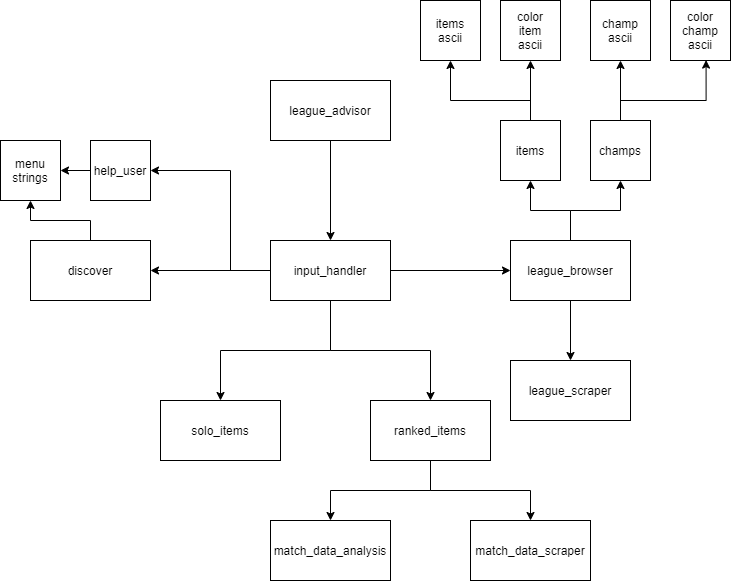 items
ascii
color
item
ascii
champ
ascii
color
champ
ascii
league_advisor
items
champs
menu
strings
help_user
discover
input_handler
league_browser
league_scraper
solo_items
ranked_items
match_data_analysis
match_data_scraper